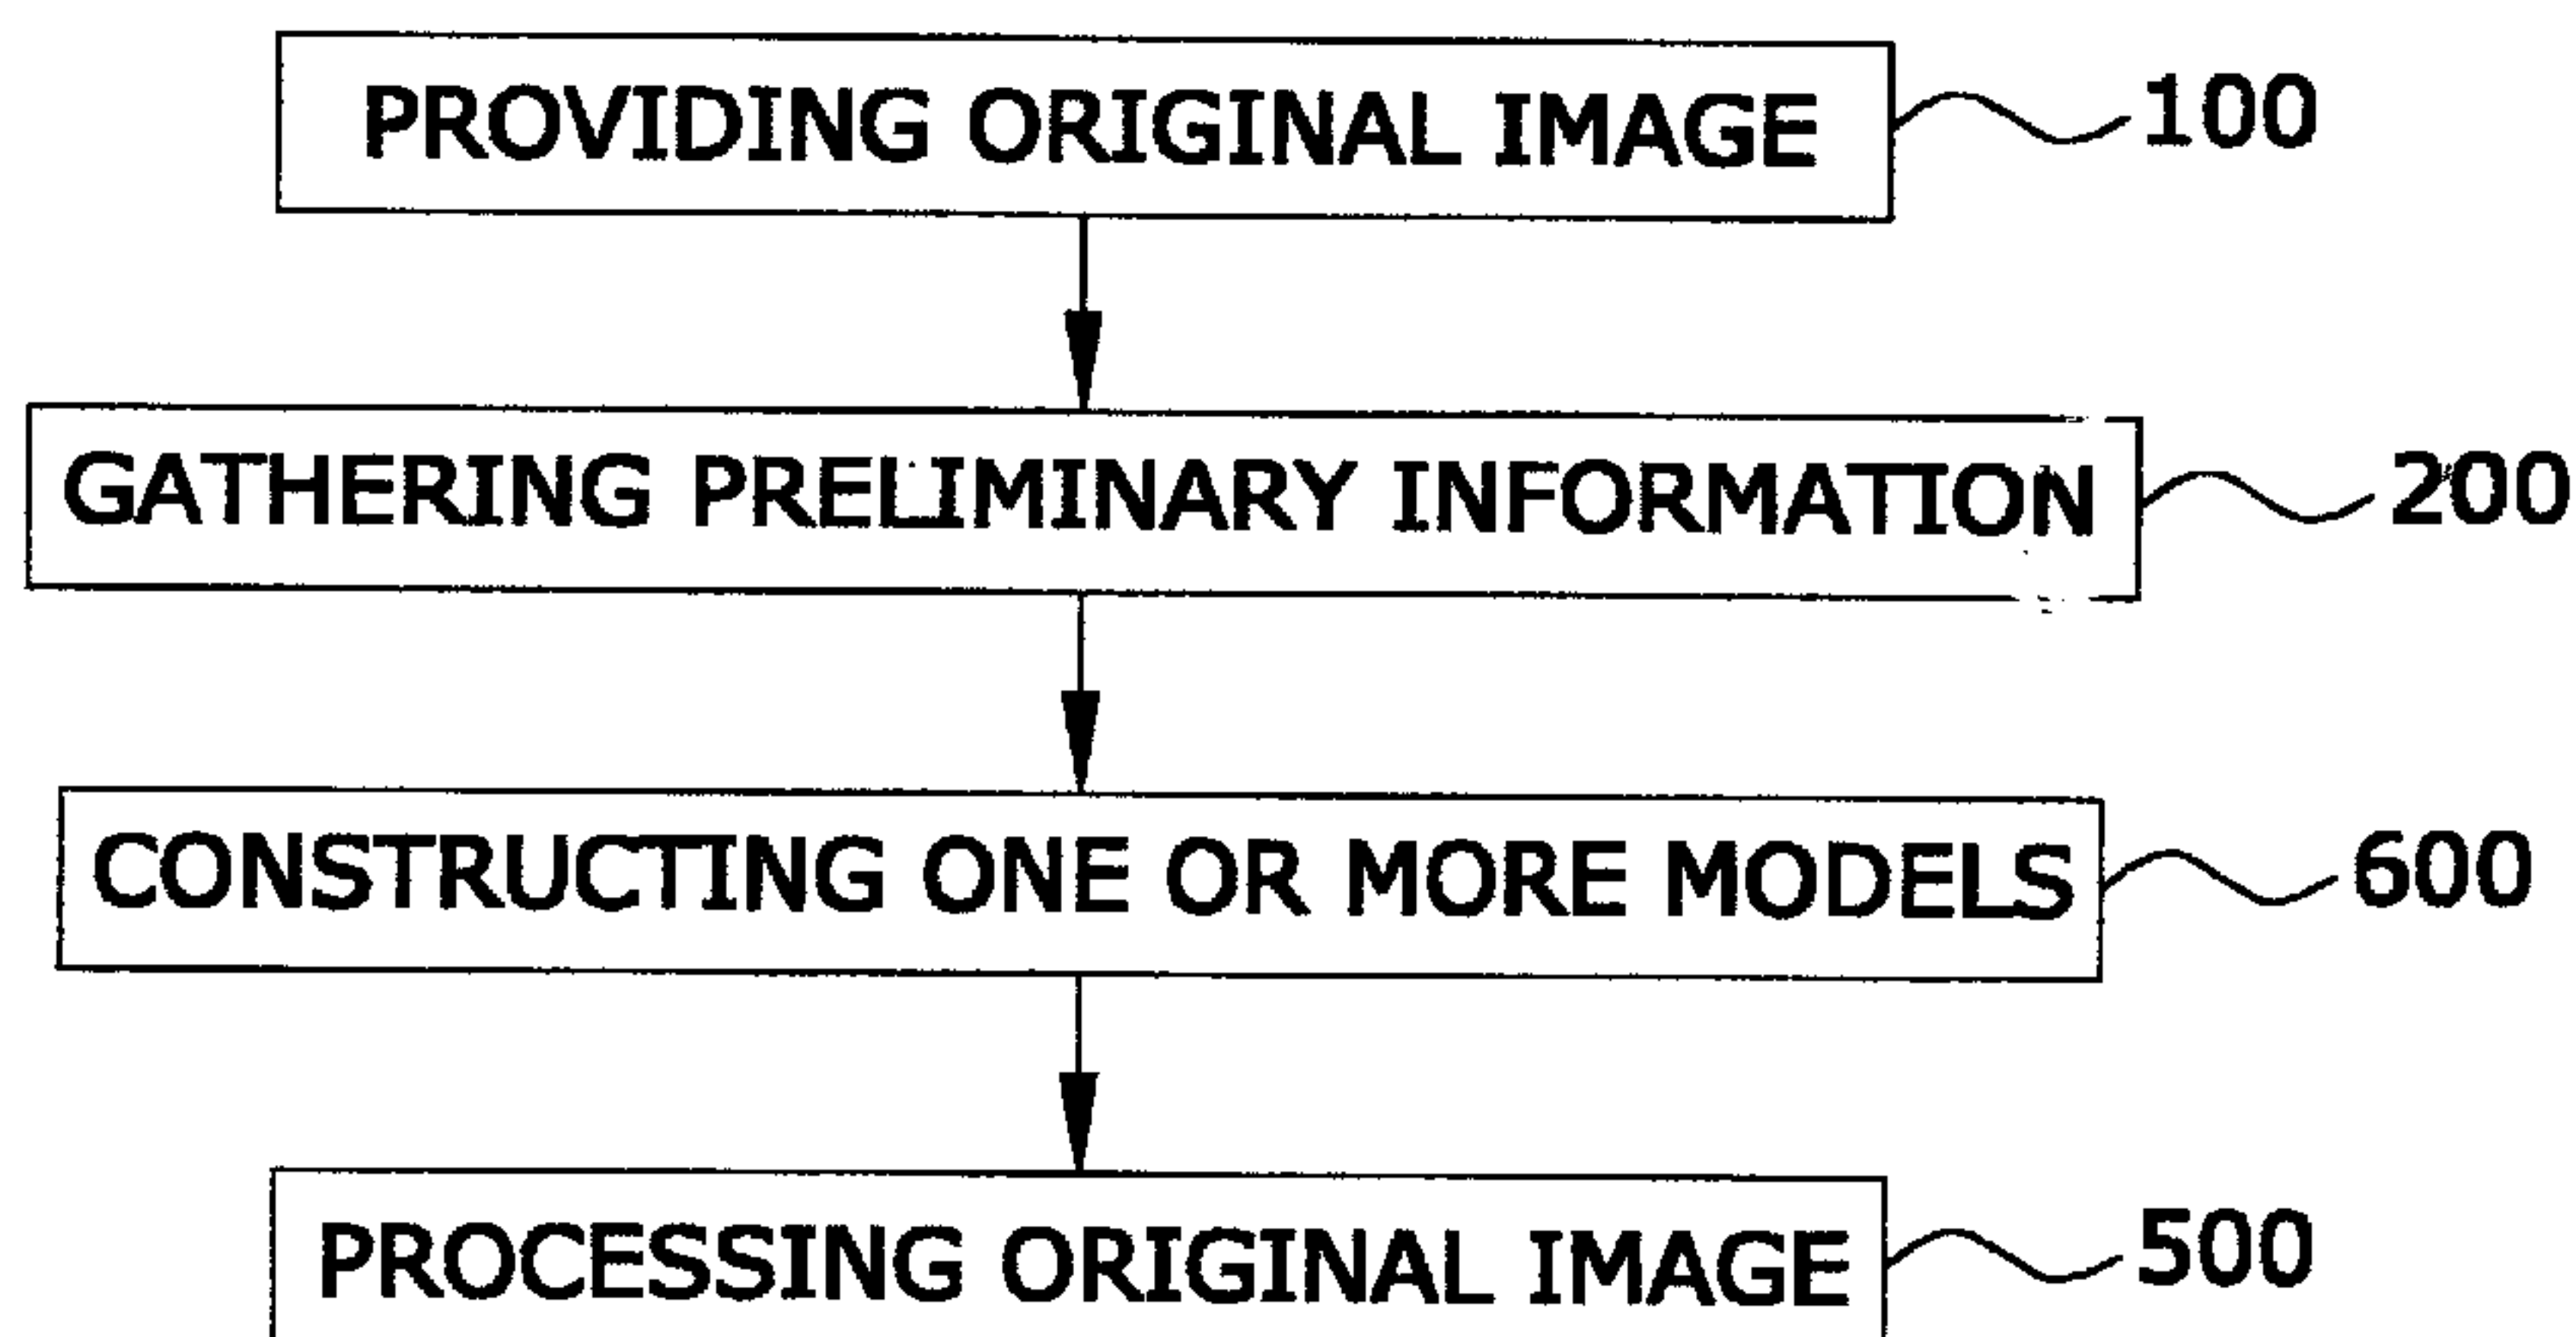 PROVIDING ORIGINAL IMAGE 100
GATHERING PRELIMINARY INFORMATION 200
CONSTRUCTING ONE OR MORE MODELS 600
PROCESSING ORIGINAL IMAGE 500